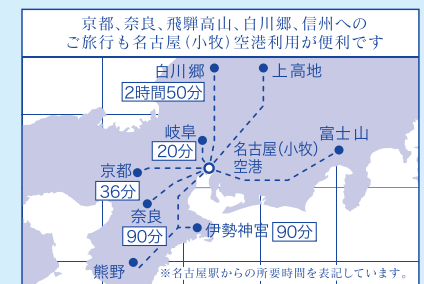 京都、奈良、飛騨高山、白川郷、信州への
ご旅行も名古屋（小牧）空港利用が便利です
白川郷
2時間50分
上高地
岐阜
20分
富士山
名古屋（小牧）
空港
京都
36分
奈良
90分
伊勢神宮 90分
熊野
※名古屋駅からの所要時間を表記しています。